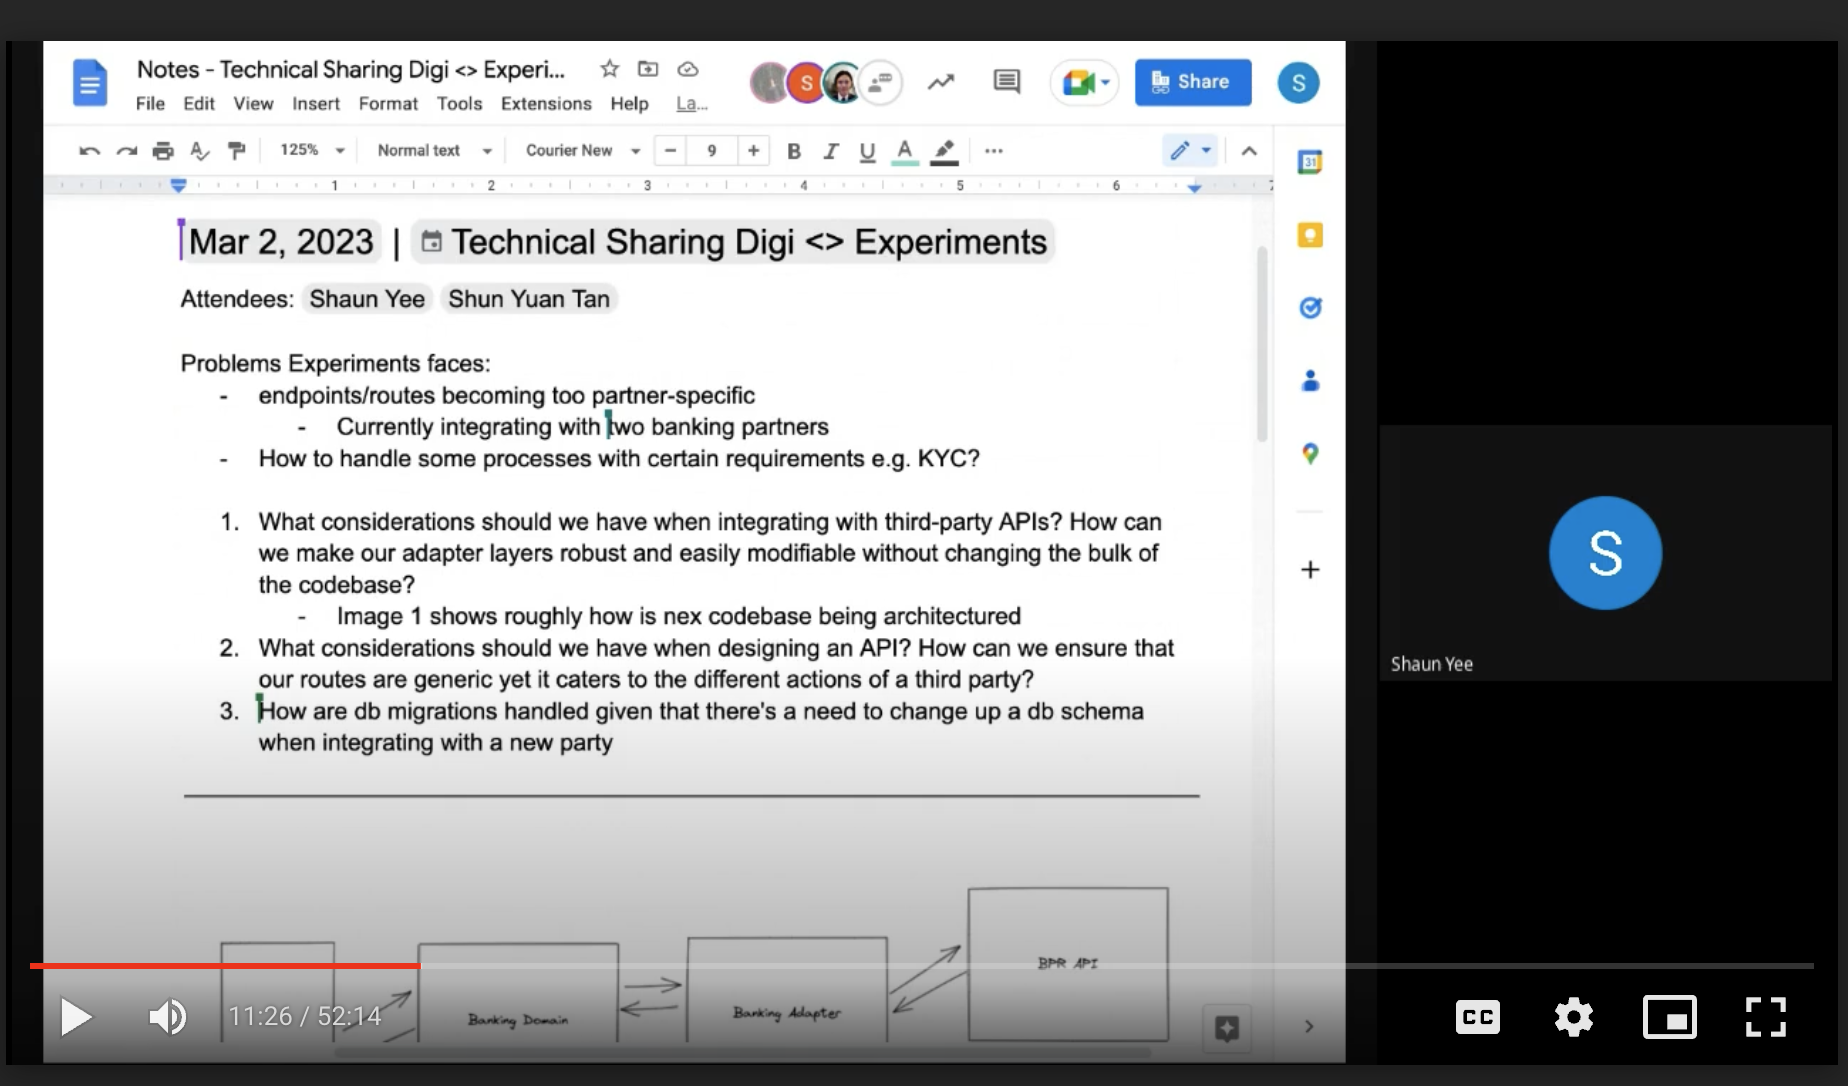 Notes - Technical Sharing Digi <> Experi...
S
Share
S
File Edit View Insert Format Tools Extensions Help La...
125% Normal text Courier New − 9 + B I U A ...
31
1 2 3 4 5 6 7
Mar 2, 2023 | Technical Sharing Digi <> Experiments
Attendees: Shaun Yee Shun Yuan Tan
Problems Experiments faces:
- endpoints/routes becoming too partner-specific
- Currently integrating with two banking partners
- How to handle some processes with certain requirements e.g. KYC?
1. What considerations should we have when integrating with third-party APIs? How can
we make our adapter layers robust and easily modifiable without changing the bulk of
the codebase?
- Image 1 shows roughly how is nex codebase being architectured
2. What considerations should we have when designing an API? How can we ensure that
our routes are generic yet it caters to the different actions of a third party?
3. How are db migrations handled given that there's a need to change up a db schema
when integrating with a new party
BPR API
Banking Domain
Banking Adapter
S
Shaun Yee
11:26 / 52:14
CC